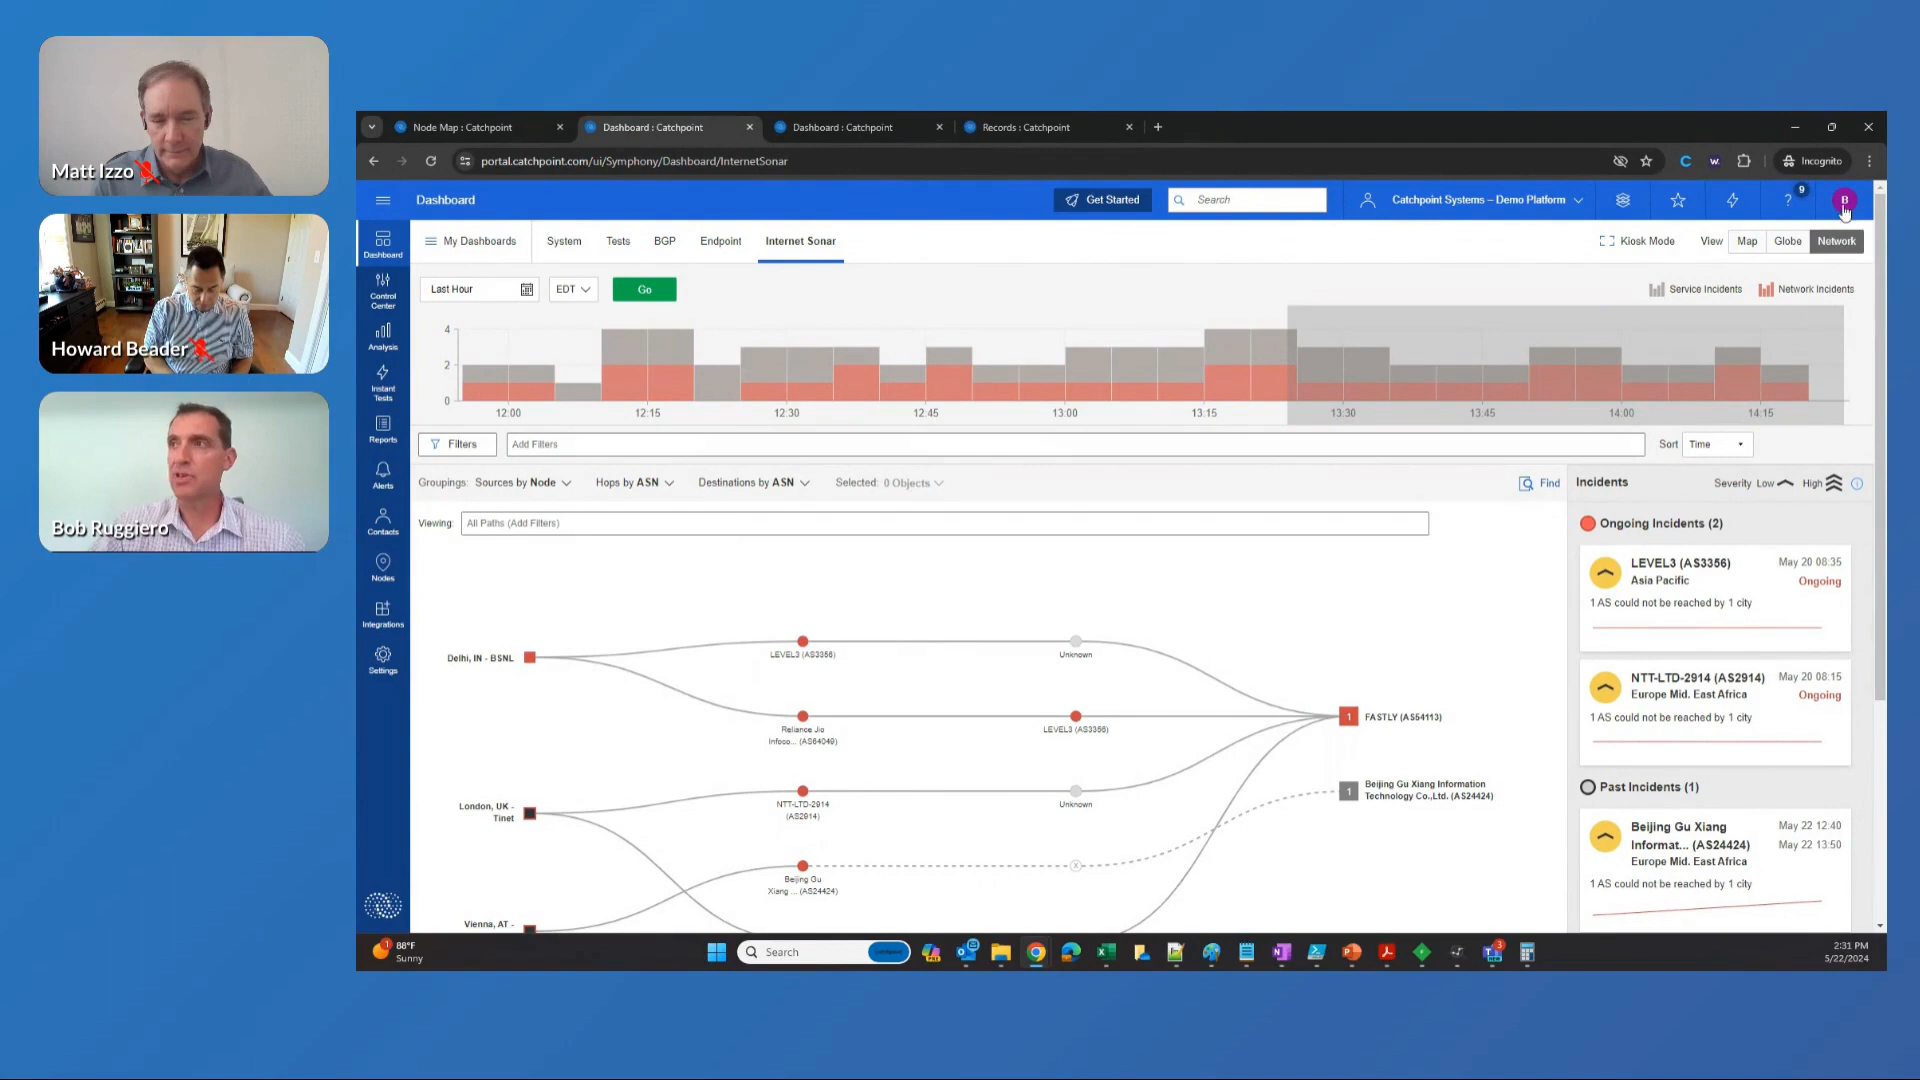 Matt Izzo
Howard Beader
Bob Ruggiero
Node Map : Catchpoint
Dashboard : Catchpoint
Dashboard : Catchpoint
Records : Catchpoint
portal.catchpoint.com/ui/Symphony/Dashboard/InternetSonar
Incognito
Dashboard
Get Started
Search
Catchpoint Systems – Demo Platform
?
9
B
My Dashboards
System
Tests
BGP
Endpoint
Internet Sonar
Kiosk Mode
View
Map
Globe
Network
Dashboard
Control Center
Analysis
Instant Tests
Reports
Alerts
Contacts
Nodes
Integrations
Settings
Last Hour
EDT
Go
Service Incidents
Network Incidents
4
2
0
12:00
12:15
12:30
12:45
13:00
13:15
13:30
13:45
14:00
14:15
Filters
Add Filters
Sort
Time
Groupings:
Sources by Node
Hops by ASN
Destinations by ASN
Selected: 0 Objects
Find
Viewing:
All Paths (Add Filters)
Delhi, IN - BSNL
LEVEL3 (AS3356)
Unknown
Reliance Jio
Infoco... (AS64049)
LEVEL3 (AS3356)
1
FASTLY (AS54113)
London, UK -
Tinet
NTT-LTD-2914
(AS2914)
Unknown
1
Beijing Gu Xiang Information
Technology Co.,Ltd. (AS24424)
Beijing Gu
Xiang ... (AS24424)
Vienna, AT -
Incidents
Severity Low
High
Ongoing Incidents (2)
LEVEL3 (AS3356)
May 20 08:35
Asia Pacific
Ongoing
1 AS could not be reached by 1 city
NTT-LTD-2914 (AS2914)
May 20 08:15
Europe Mid. East Africa
Ongoing
1 AS could not be reached by 1 city
Past Incidents (1)
Beijing Gu Xiang
May 22 12:40
Informat... (AS24424)
May 22 13:50
Europe Mid. East Africa
1 AS could not be reached by 1 city
1
88°F
Sunny
Search
3
2:31 PM
5/22/2024